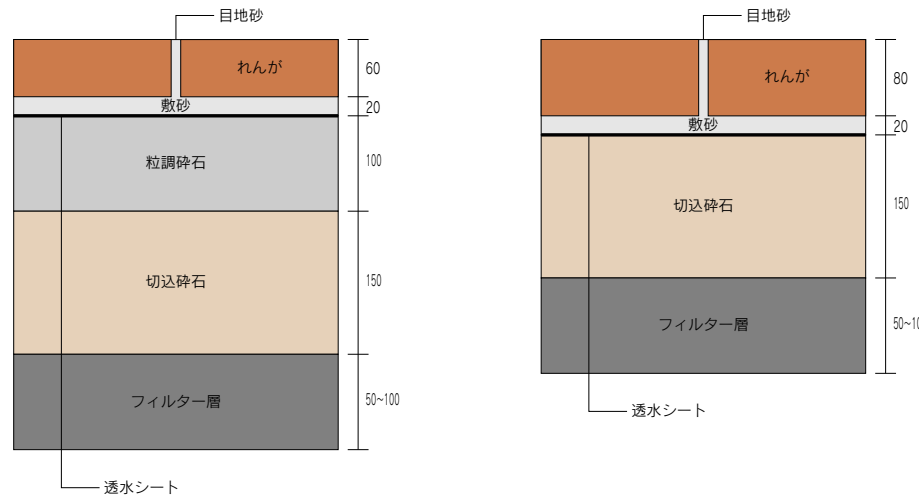 目地砂
れんが
60
敷砂
20
粒調砕石
100
切込砕石
150
フィルター層
50~100
透水シート
目地砂
れんが
80
敷砂
20
切込砕石
150
フィルター層
50~10
透水シート